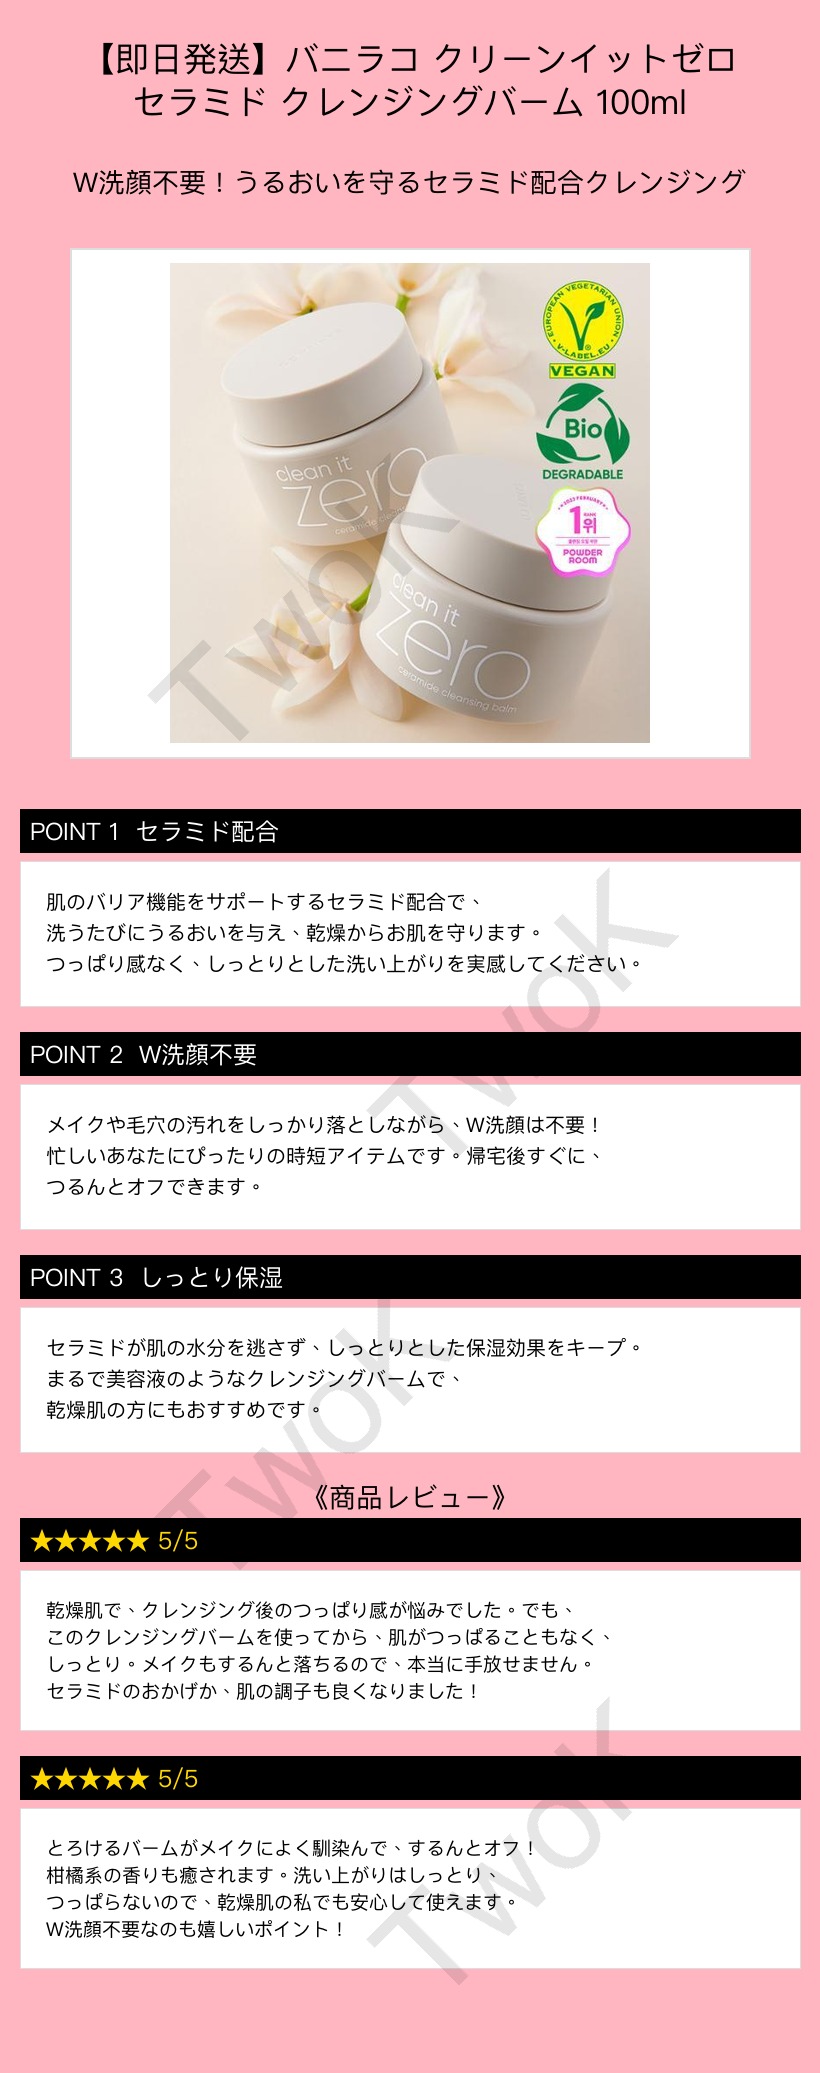 【即日発送】バニラコ クリーンイットゼロ
セラミド クレンジングバーム 100ml
W洗顔不要！うるおいを守るセラミド配合クレンジング
EUROPEAN VEGETARIAN UNION
V-LABEL.EU
VEGAN
Bio
DEGRADABLE
1위
POWDER
ROOM
clean it
zero
ceramide cleansing
clean it
zero
ceramide cleansing balm
TwoK
POINT 1 セラミド配合
肌のバリア機能をサポートするセラミド配合で、
洗うたびにうるおいを与え、乾燥からお肌を守ります。
つっぱり感なく、しっとりとした洗い上がりを実感してください。
TwoK
POINT 2 W洗顔不要
メイクや毛穴の汚れをしっかり落としながら、W洗顔は不要！
忙しいあなたにぴったりの時短アイテムです。帰宅後すぐに、
つるんとオフできます。
POINT 3 しっとり保湿
セラミドが肌の水分を逃さず、しっとりとした保湿効果をキープ。
まるで美容液のようなクレンジングバームで、
乾燥肌の方にもおすすめです。
TwoK
《商品レビュー》
★★★★★ 5/5
乾燥肌で、クレンジング後のつっぱり感が悩みでした。でも、
このクレンジングバームを使ってから、肌がつっぱることもなく、
しっとり。メイクもするんと落ちるので、本当に手放せません。
セラミドのおかげか、肌の調子も良くなりました！
★★★★★ 5/5
とろけるバームがメイクによく馴染んで、するんとオフ！
柑橘系の香りも癒されます。洗い上がりはしっとり、
つっぱらないので、乾燥肌の私でも安心して使えます。
W洗顔不要なのも嬉しいポイント！
TwoK